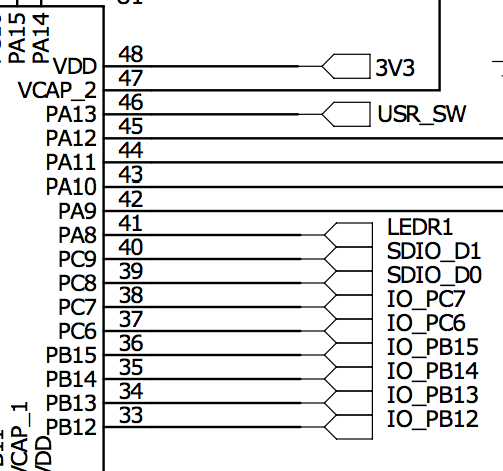 PA15
PA14
VDD 48 3V3
VCAP_2 47
PA13 46 USR_SW
PA12 45
PA11 44
PA10 43
PA9 42
PA8 41 LEDR1
PC9 40 SDIO_D1
PC8 39 SDIO_D0
PC7 38 IO_PC7
PC6 37 IO_PC6
PB15 36 IO_PB15
PB14 35 IO_PB14
PB13 34 IO_PB13
PB12 33 IO_PB12
VCAP_1
VDD